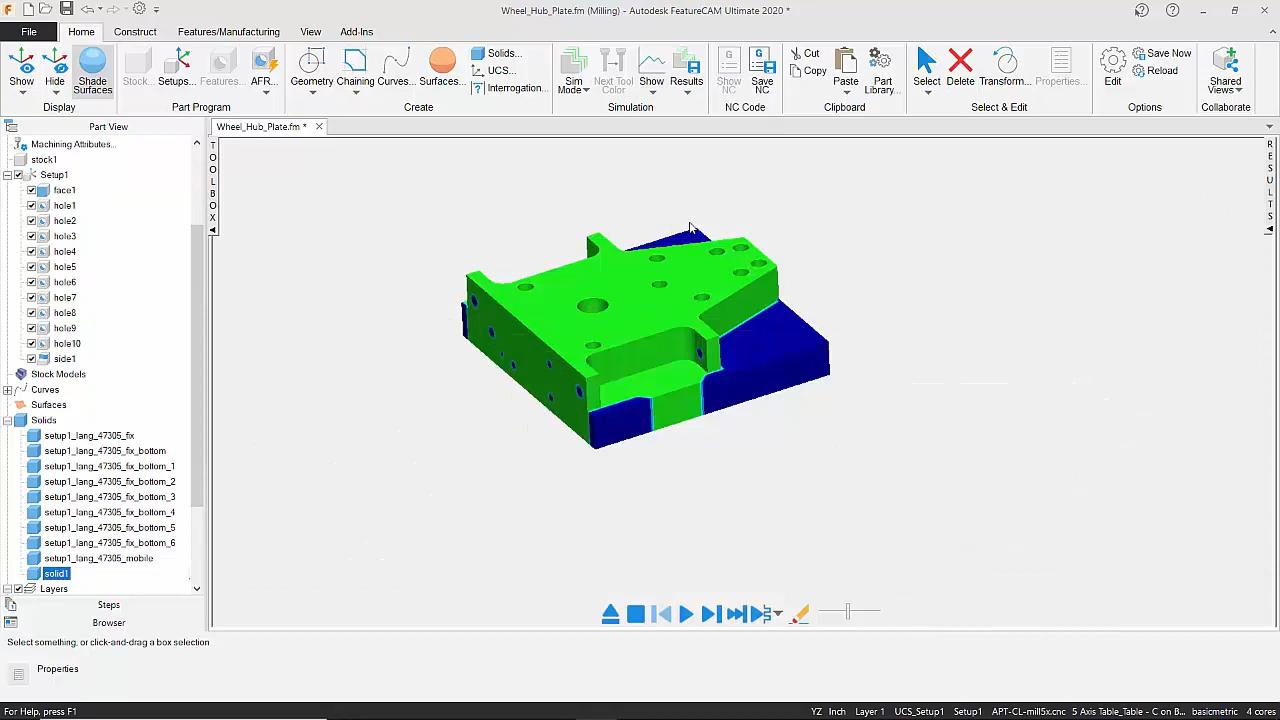 Wheel_Hub_Plate.fm (Milling) - Autodesk FeatureCAM Ultimate 2020 *
File Home Construct Features/Manufacturing View Add-Ins
Show Hide Shade Surfaces
Display
Stock Setups... Features... AFR
Part Program
Geometry Chaining Curves... Surfaces... Solids... UCS... Interrogation...
Create
Sim Mode Next Tool Color Show Results
Simulation
Show NC Save NC
NC Code
Cut Copy Paste Part Library...
Clipboard
Select Delete Transform... Properties...
Select & Edit
Edit Save Now Reload
Options
Shared Views
Collaborate
Part View
Wheel_Hub_Plate.fm *
Machining Attributes...
stock1
Setup1
face1
hole1
hole2
hole3
hole4
hole5
hole6
hole7
hole8
hole9
hole10
side1
Stock Models
Curves
Surfaces
Solids
setup1_lang_47305_fix
setup1_lang_47305_fix_bottom
setup1_lang_47305_fix_bottom_1
setup1_lang_47305_fix_bottom_2
setup1_lang_47305_fix_bottom_3
setup1_lang_47305_fix_bottom_4
setup1_lang_47305_fix_bottom_5
setup1_lang_47305_fix_bottom_6
setup1_lang_47305_mobile
solid1
Layers
Steps
Browser
TOOLBOX
RESULTS
Select something, or click-and-drag a box selection
Properties
For Help, press F1
YZ Inch Layer 1 UCS_Setup1 Setup1 APT-CL-mill5x.cnc 5 Axis Table_Table - C on B... basicmetric 4 cores